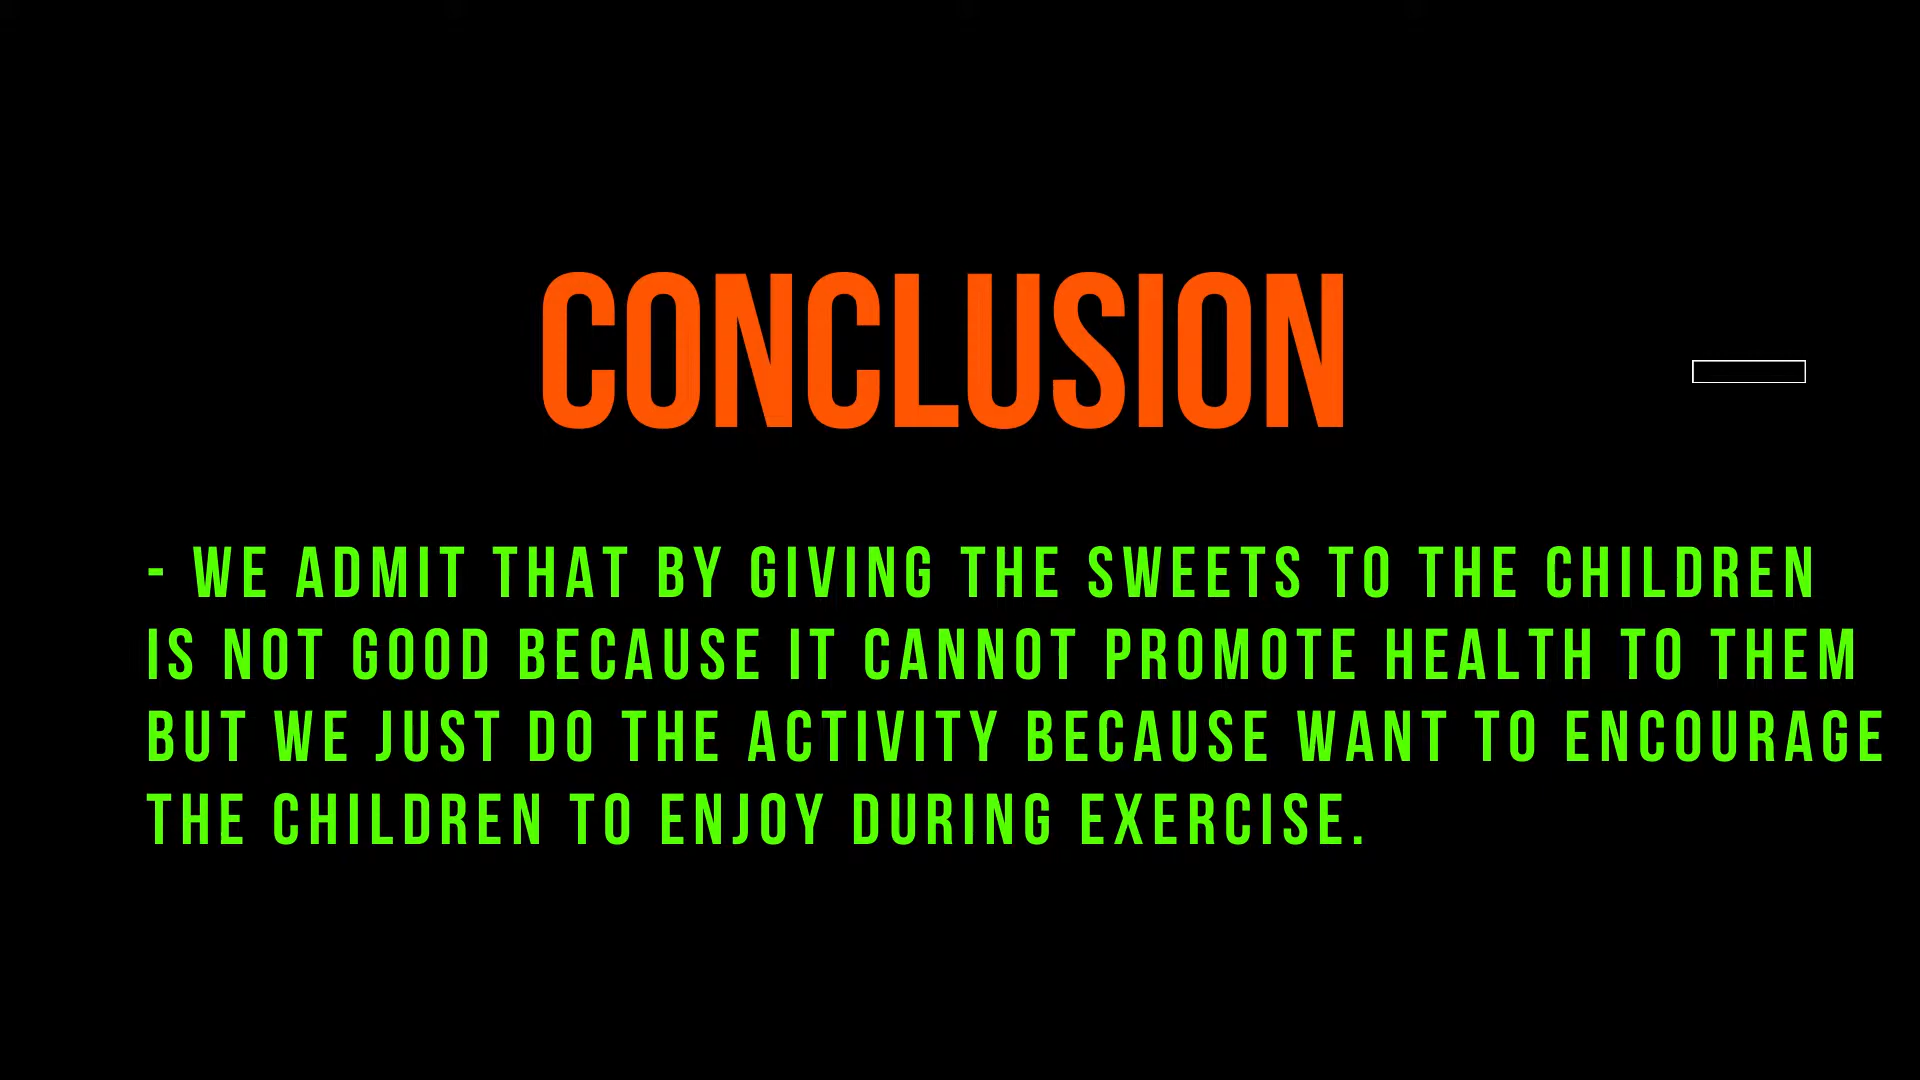 CONCLUSION
- WE ADMIT THAT BY GIVING THE SWEETS TO THE CHILDREN
IS NOT GOOD BECAUSE IT CANNOT PROMOTE HEALTH TO THEM
BUT WE JUST DO THE ACTIVITY BECAUSE WANT TO ENCOURAGE
THE CHILDREN TO ENJOY DURING EXERCISE.